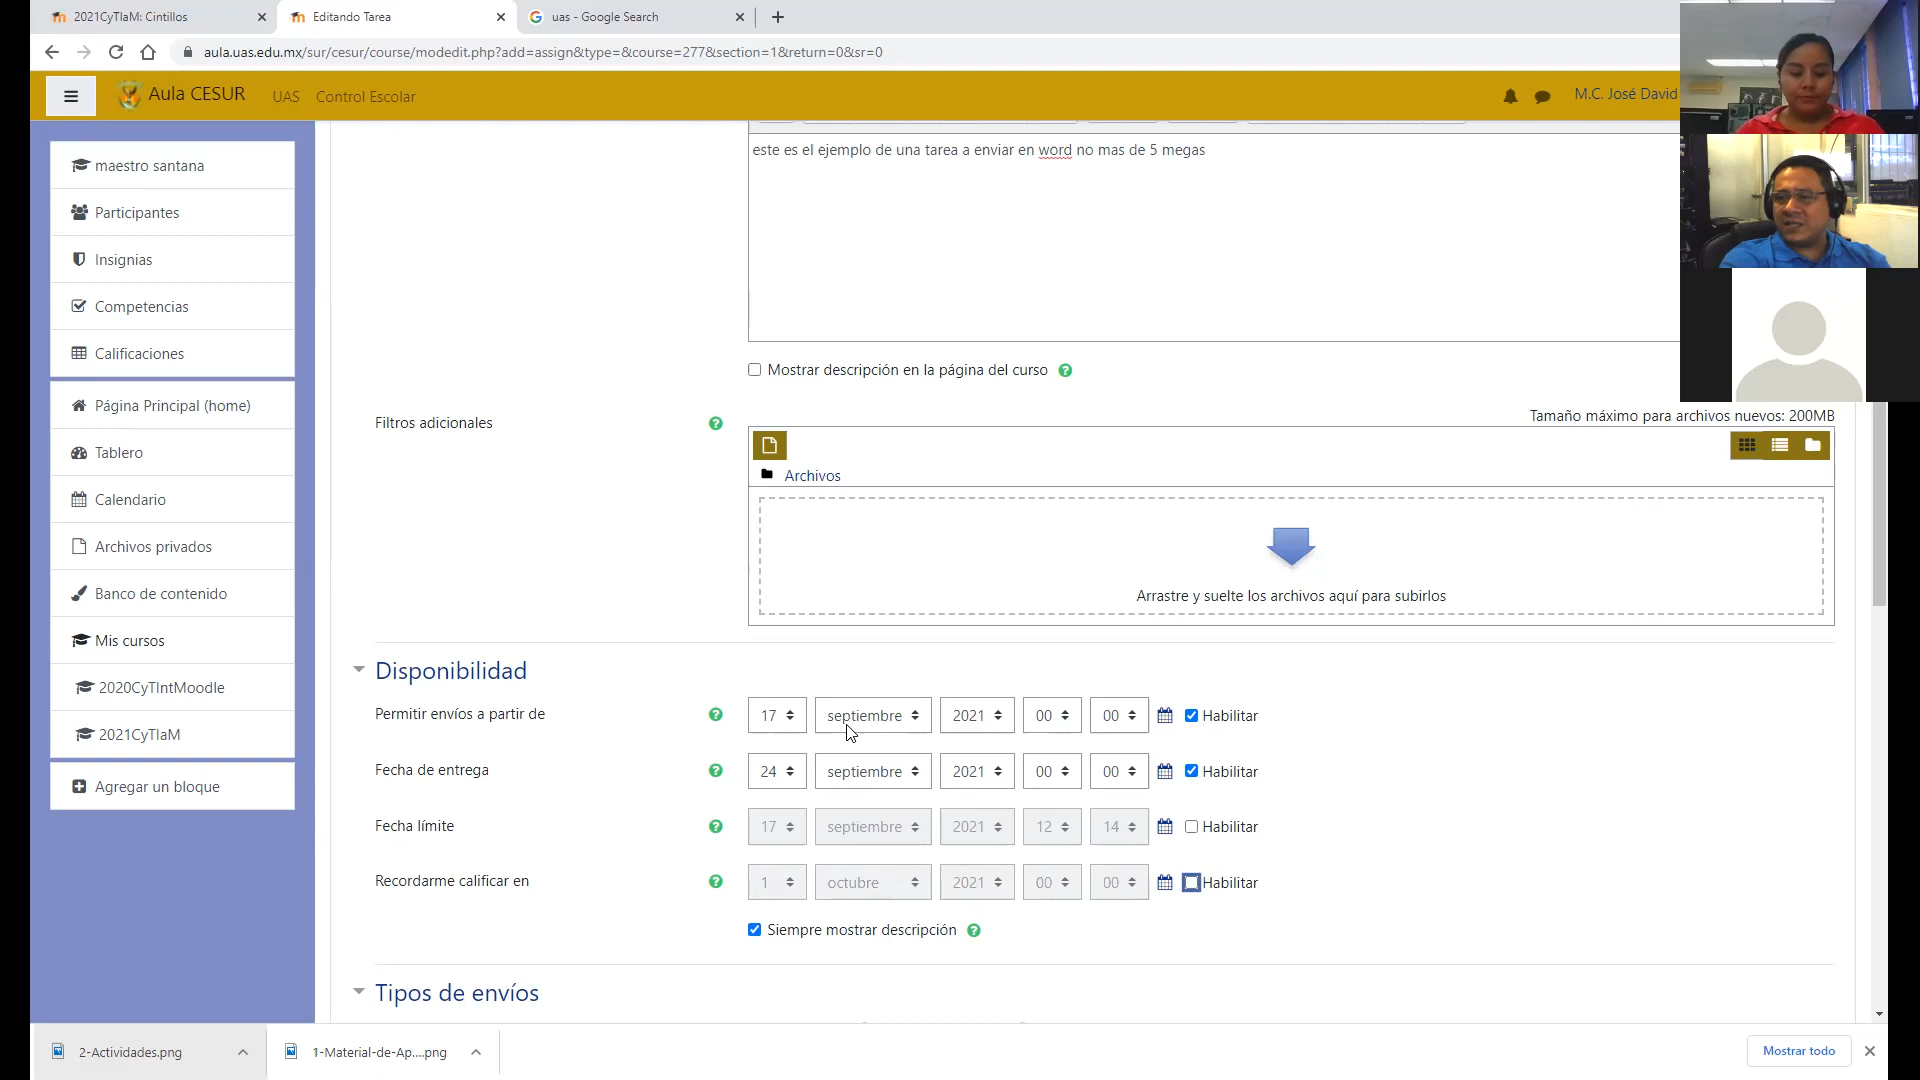 2021CyTIaM: Cintillos
Editando Tarea
uas - Google Search
aula.uas.edu.mx/sur/cesur/course/modedit.php?add=assign&type=&course=277&section=1&return=0&sr=0
Aula CESUR
UAS
Control Escolar
M.C. José David
maestro santana
Participantes
Insignias
Competencias
Calificaciones
Página Principal (home)
Tablero
Calendario
Archivos privados
Banco de contenido
Mis cursos
2020CyTIntMoodle
2021CyTIaM
Agregar un bloque
este es el ejemplo de una tarea a enviar en word no mas de 5 megas
Mostrar descripción en la página del curso
Filtros adicionales
Tamaño máximo para archivos nuevos: 200MB
Archivos
Arrastre y suelte los archivos aquí para subirlos
Disponibilidad
Permitir envíos a partir de 17 septiembre 2021 00 00 Habilitar
Fecha de entrega 24 septiembre 2021 00 00 Habilitar
Fecha límite 17 septiembre 2021 12 14 Habilitar
Recordarme calificar en 1 octubre 2021 00 00 Habilitar
Siempre mostrar descripción
Tipos de envíos
2-Actividades.png
1-Material-de-Ap....png
Mostrar todo